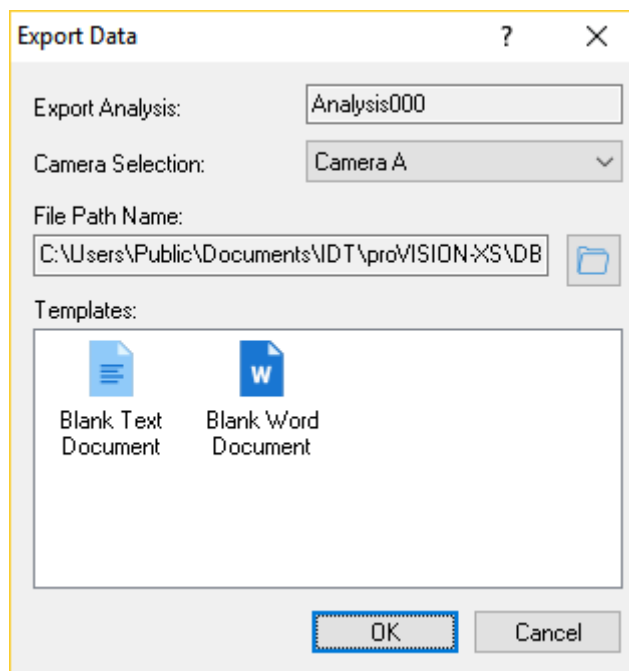 Export Data
?
Export Analysis:
Analysis000
Camera Selection:
Camera A
File Path Name:
C:\Users\Public\Documents\IDT\proVISION-XS\DB
Templates:
W
Blank Text
Document
Blank Word
Document
OK
Cancel